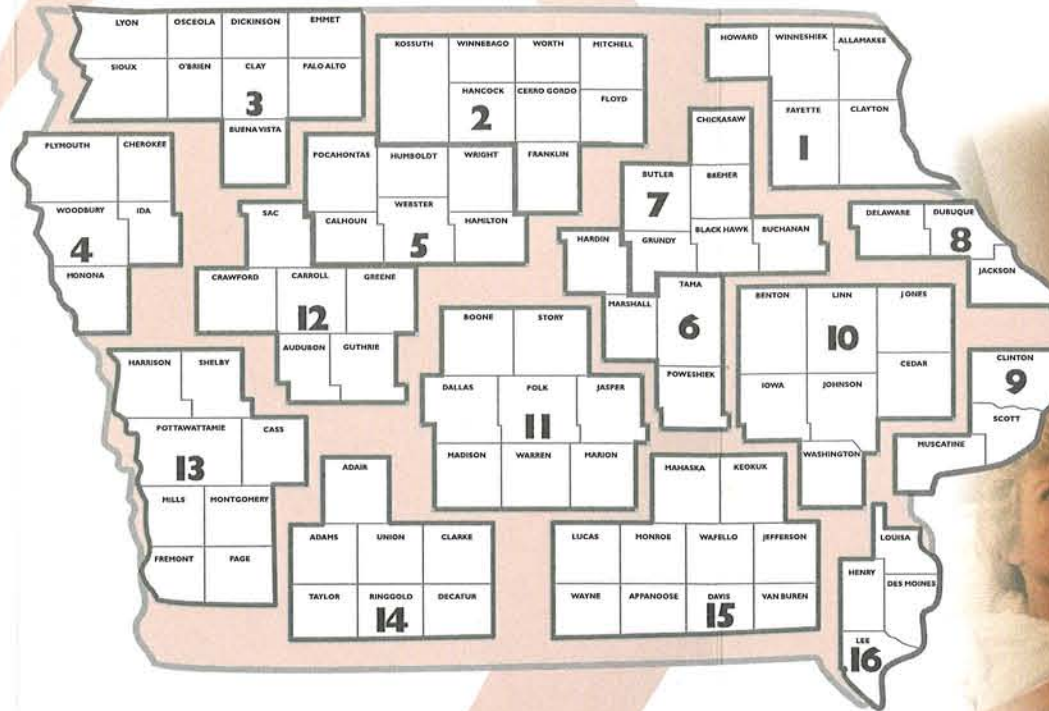 LYON OSCEOLA DICKINSON EMMET
SIOUX O'BRIEN CLAY PALO ALTO
3
BUENA VISTA
KOSSUTH WINNEBAGO WORTH MITCHELL
HANCOCK CERRO GORDO FLOYD
2
FRANKLIN
HOWARD WINNESHIEK ALLAMAKEE
FAYETTE CLAYTON
1
PLYMOUTH CHEROKEE
WOODBURY IDA
4
MONONA
POCAHONTAS HUMBOLDT WRIGHT
CALHOUN WEBSTER HAMILTON
5
CHICKASAW
BUTLER BREMER
7
GRUNDY BLACK HAWK BUCHANAN
DELAWARE DUBUQUE
8
JACKSON
SAC
CRAWFORD CARROLL GREENE
12
AUDUBON GUTHRIE
HARDIN
MARSHALL TAMA
6
POWESHIEK
BENTON LINN JONES
10
CEDAR
IOWA JOHNSON
WASHINGTON
CLINTON
9
SCOTT
MUSCATINE
BOONE STORY
DALLAS POLK JASPER
11
MADISON WARREN MARION
HARRISON SHELBY
POTTAWATTAMIE CASS
13
MILLS MONTGOMERY
FREMONT PAGE
ADAIR
ADAMS UNION CLARKE
TAYLOR RINGGOLD DECATUR
14
MAHASKA KEOKUK
LUCAS MONROE WAPELLO JEFFERSON
WAYNE APPANOOSE DAVIS VAN BUREN
15
LOUISA
HENRY DES MOINES
LEE
16